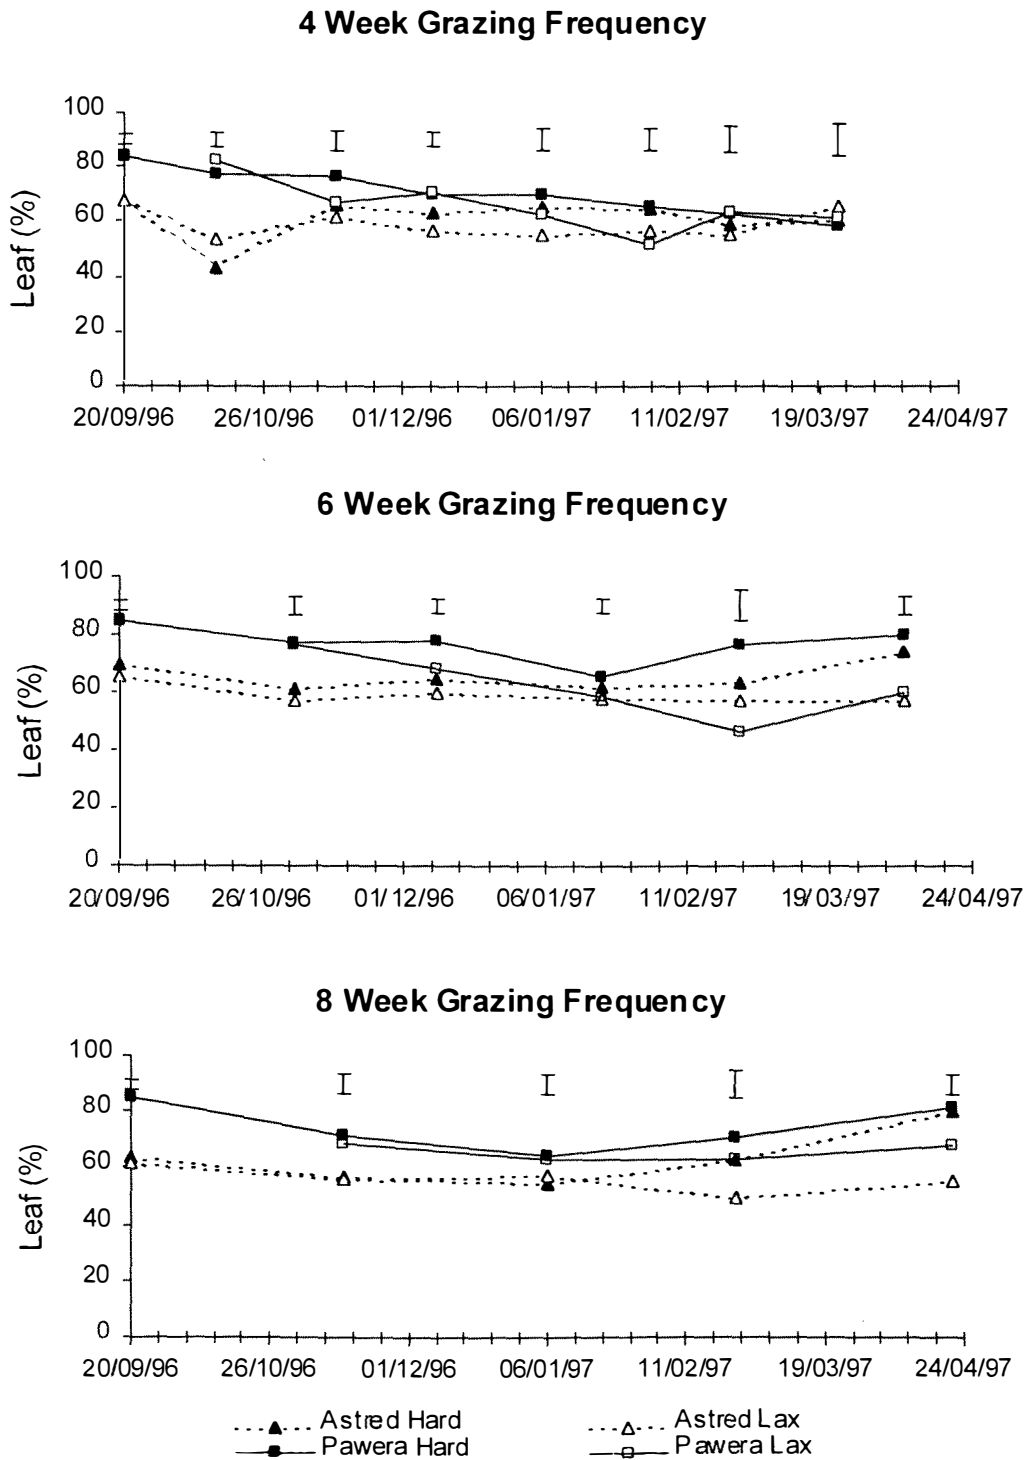 4 Week Grazing Frequency
100
80
60
40
20
0
Leaf (%)
20/09/96 26/10/96 01/12/96 06/01/97 11/02/97 19/03/97 24/04/97
6 Week Grazing Frequency
100
80
60
40
20
0
Leaf (%)
20/09/96 26/10/96 01/12/96 06/01/97 11/02/97 19/03/97 24/04/97
8 Week Grazing Frequency
100
80
60
40
20
0
Leaf (%)
20/09/96 26/10/96 01/12/96 06/01/97 11/02/97 19/03/97 24/04/97
Astred Hard Astred Lax
Pawera Hard Pawera Lax